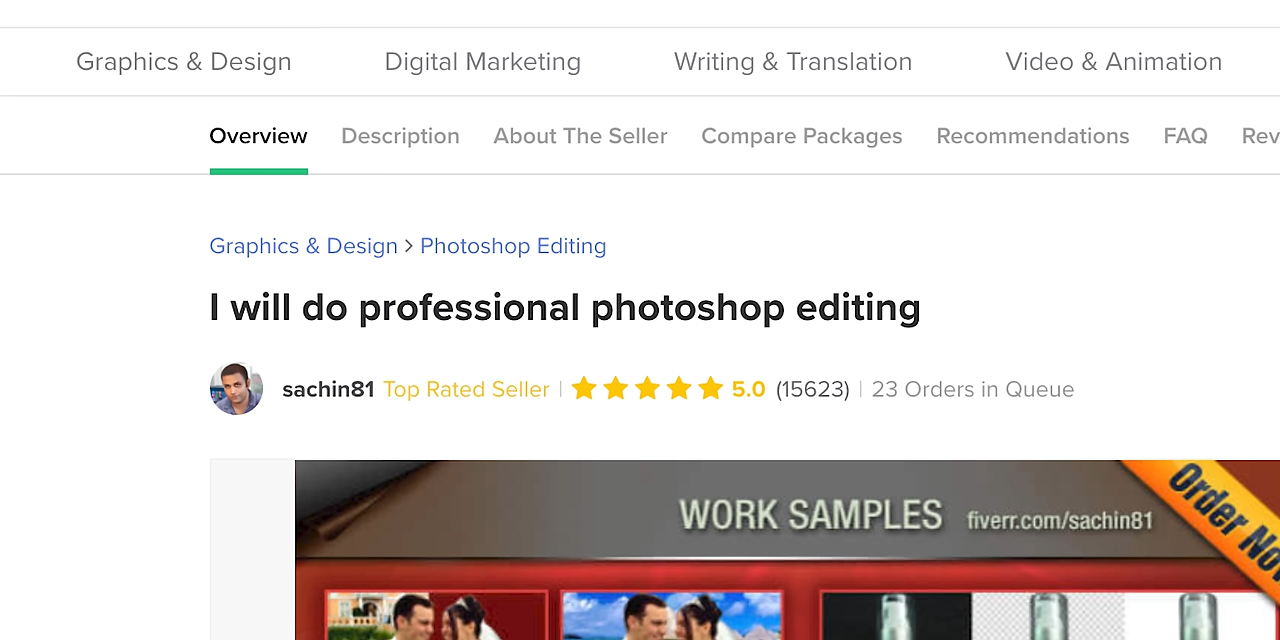 Graphics & Design Digital Marketing Writing & Translation Video & Animation
Overview Description About The Seller Compare Packages Recommendations FAQ Rev
Graphics & Design > Photoshop Editing
I will do professional photoshop editing
sachin81 Top Rated Seller | 5.0 (15623) | 23 Orders in Queue
WORK SAMPLES fiverr.com/sachin81
Order Now